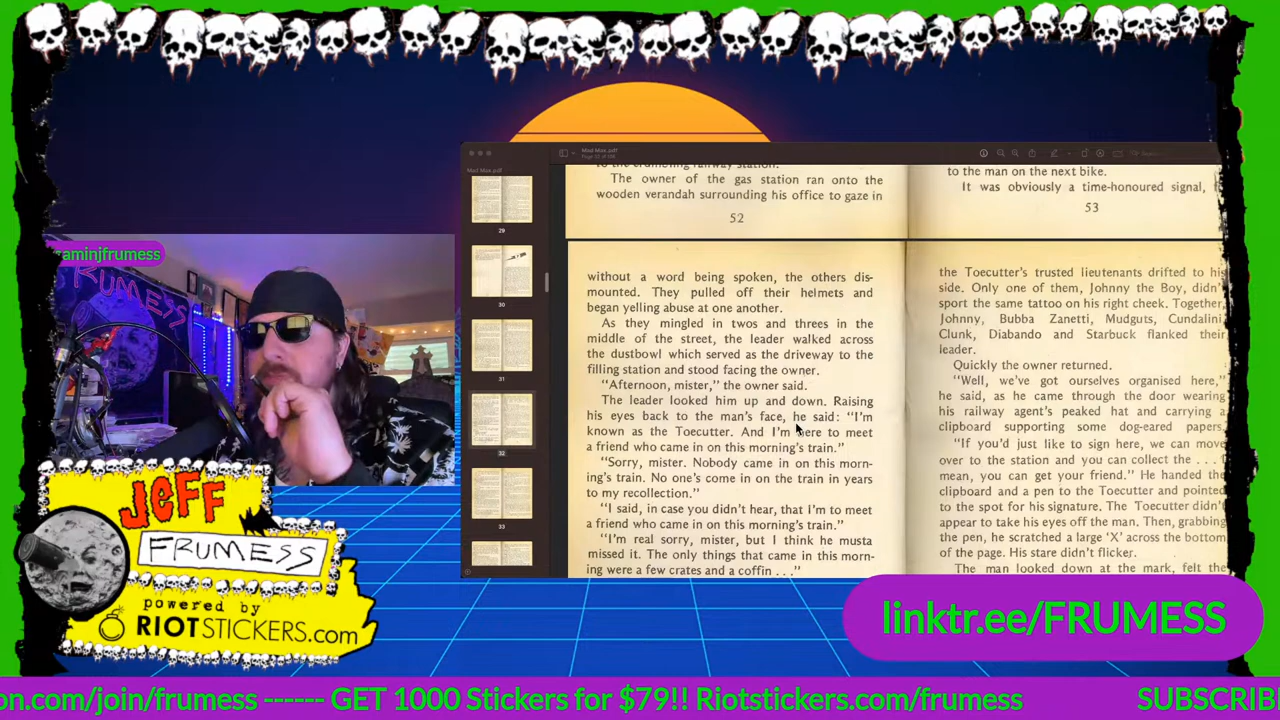 Mad Max.pdf
Mad Max.pdf
29
30
31
32
33
The owner of the gas station ran onto the
wooden verandah surrounding his office to gaze in
52
to the man on the next bike.
It was obviously a time-honoured signal,
53
without a word being spoken, the others dis-
mounted. They pulled off their helmets and
began yelling abuse at one another.
As they mingled in twos and threes in the
middle of the street, the leader walked across
the dustbowl which served as the driveway to the
filling station and stood facing the owner.
"Afternoon, mister," the owner said.
The leader looked him up and down. Raising
his eyes back to the man's face, he said: "I'm
known as the Toecutter. And I'm here to meet
a friend who came in on this morning's train."
"Sorry, mister. Nobody came in on this morn-
ing's train. No one's come in on the train in years
to my recollection."
"I said, in case you didn't hear, that I'm to meet
a friend who came in on this morning's train."
"I'm real sorry, mister, but I think he musta
missed it. The only things that came in this morn-
ing were a few crates and a coffin . . ."
the Toecutter's trusted lieutenants drifted to his
side. Only one of them, Johnny the Boy, didn't
sport the same tattoo on his right cheek. Together,
Johnny, Bubba Zanetti, Mudguts, Cundalini,
Clunk, Diabando and Starbuck flanked their
leader.
Quickly the owner returned.
"Well, we've got ourselves organised here,"
he said, as he came through the door wearing
his railway agent's peaked hat and carrying a
clipboard supporting some dog-eared papers.
"If you'd just like to sign here, we can move
over to the station and you can collect the . . . I
mean, you can get your friend." He handed the
clipboard and a pen to the Toecutter and pointed
to the spot for his signature. The Toecutter didn't
appear to take his eyes off the man. Then, grabbing
the pen, he scratched a large 'X' across the bottom
of the page. His stare didn't flicker.
The man looked down at the mark, felt the
raminjfrumess
FRUMESS
JEFF
FRUMESS
powered by
RIOTSTICKERS.com
linktr.ee/FRUMESS
on.com/join/frumess ------ GET 1000 Stickers for $79!! Riotstickers.com/frumess SUBSCRIB